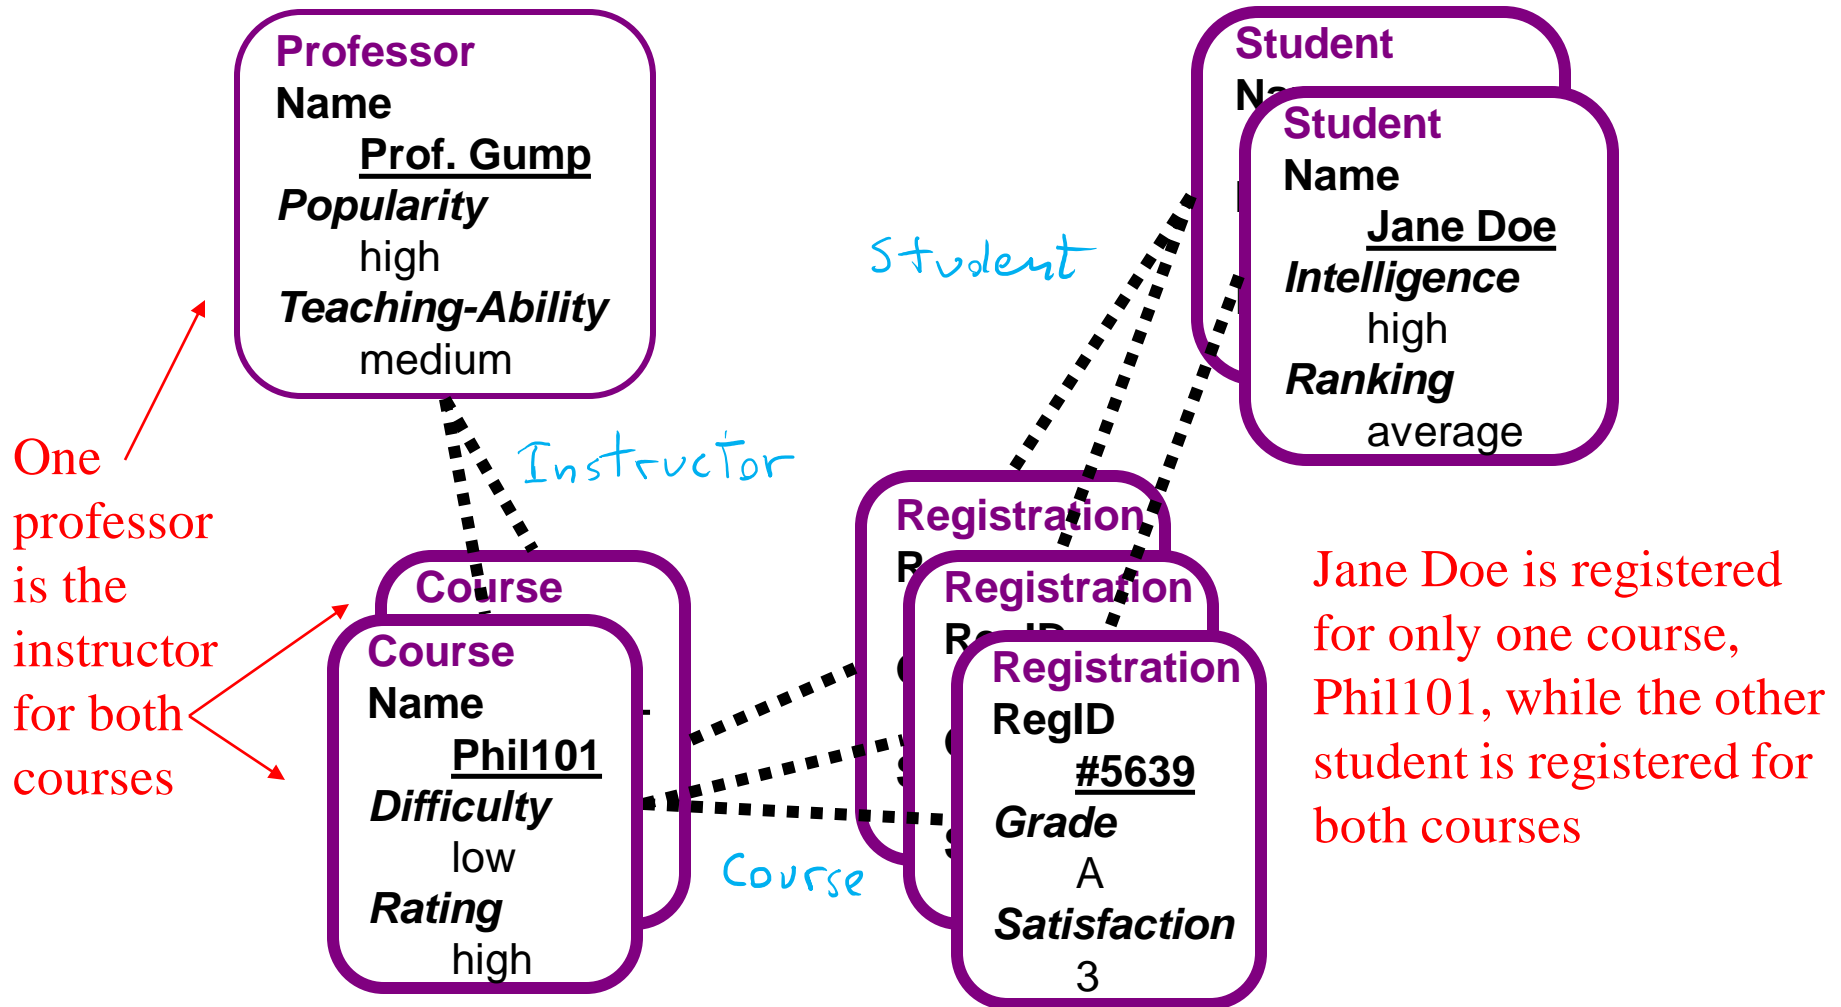 Professor
Name
Prof. Gump
Popularity
high
Teaching-Ability
medium
Student
Student
Name
Jane Doe
Intelligence
high
Ranking
average
Student
Instructor
One
professor
is the
instructor
for both
courses
Course
Course
Name
Phil101
Difficulty
low
Rating
high
Course
Registration
Registration
Registration
RegID
#5639
Grade
A
Satisfaction
3
Jane Doe is registered
for only one course,
Phil101, while the other
student is registered for
both courses